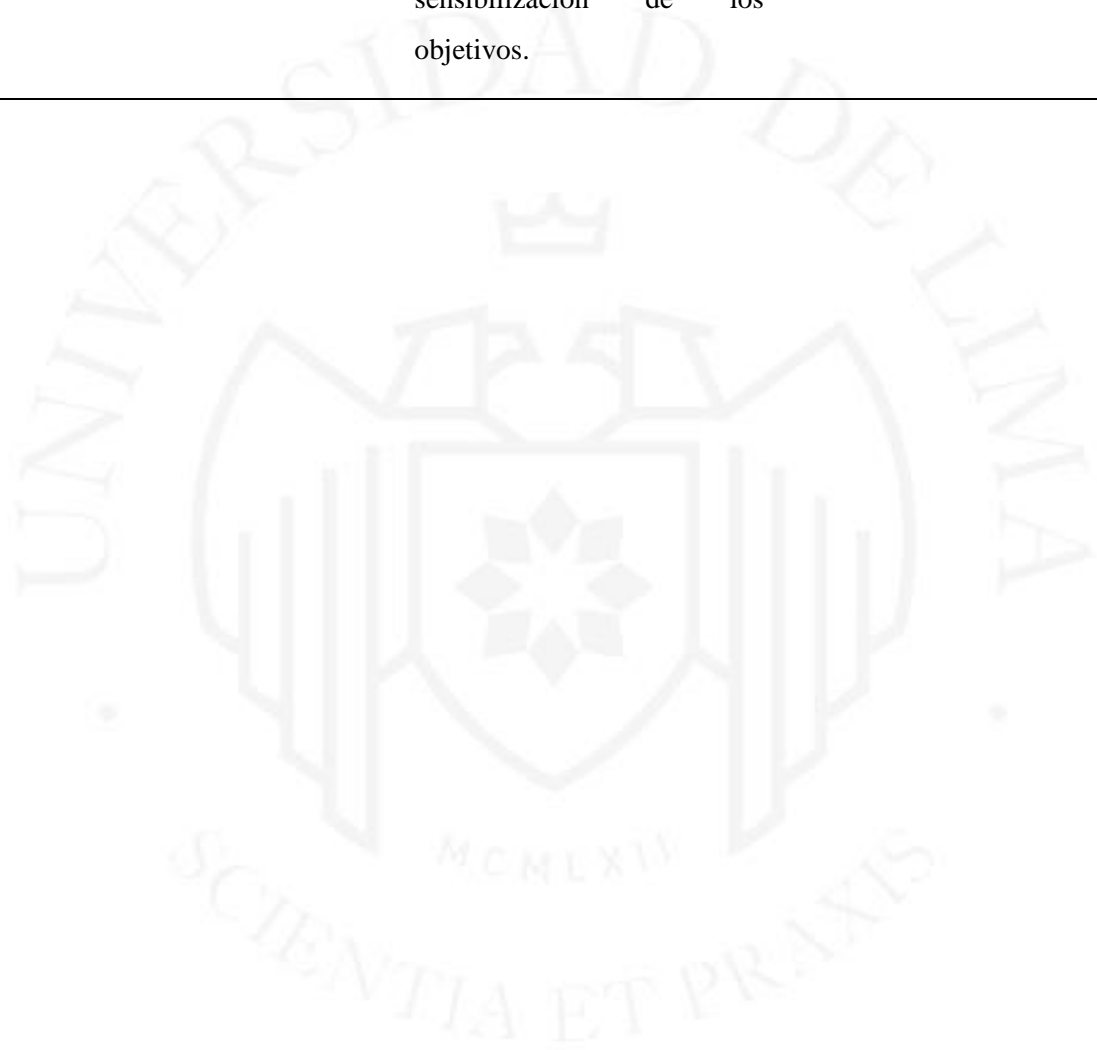 sensibilización de los
objetivos.
UNIVERSIDAD DE LIMA
MCMLXII
SCIENTIA ET PRAXIS